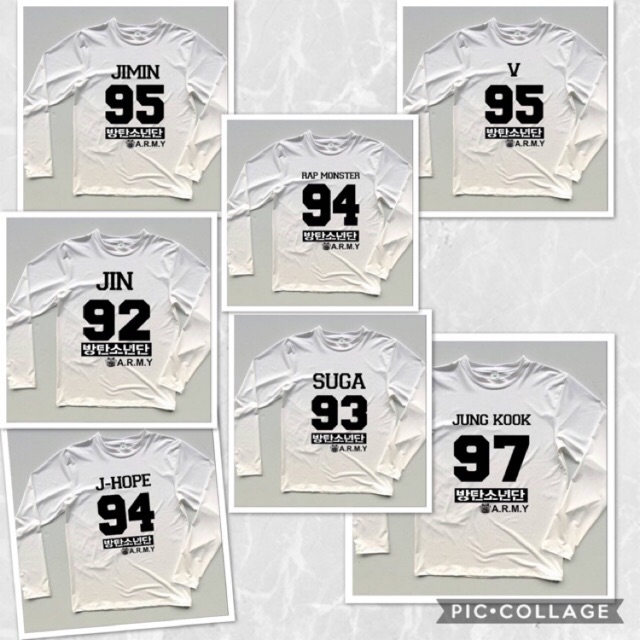 JIMIN
95
방탄소년단
A.R.M.Y
V
95
방탄소년단
A.R.M.Y
RAP MONSTER
94
방탄소년단
A.R.M.Y
JIN
92
방탄소년단
A.R.M.Y
SUGA
93
방탄소년단
A.R.M.Y
JUNG KOOK
97
방탄소년단
A.R.M.Y
J-HOPE
94
방탄소년단
A.R.M.Y
PIC•COLLAGE